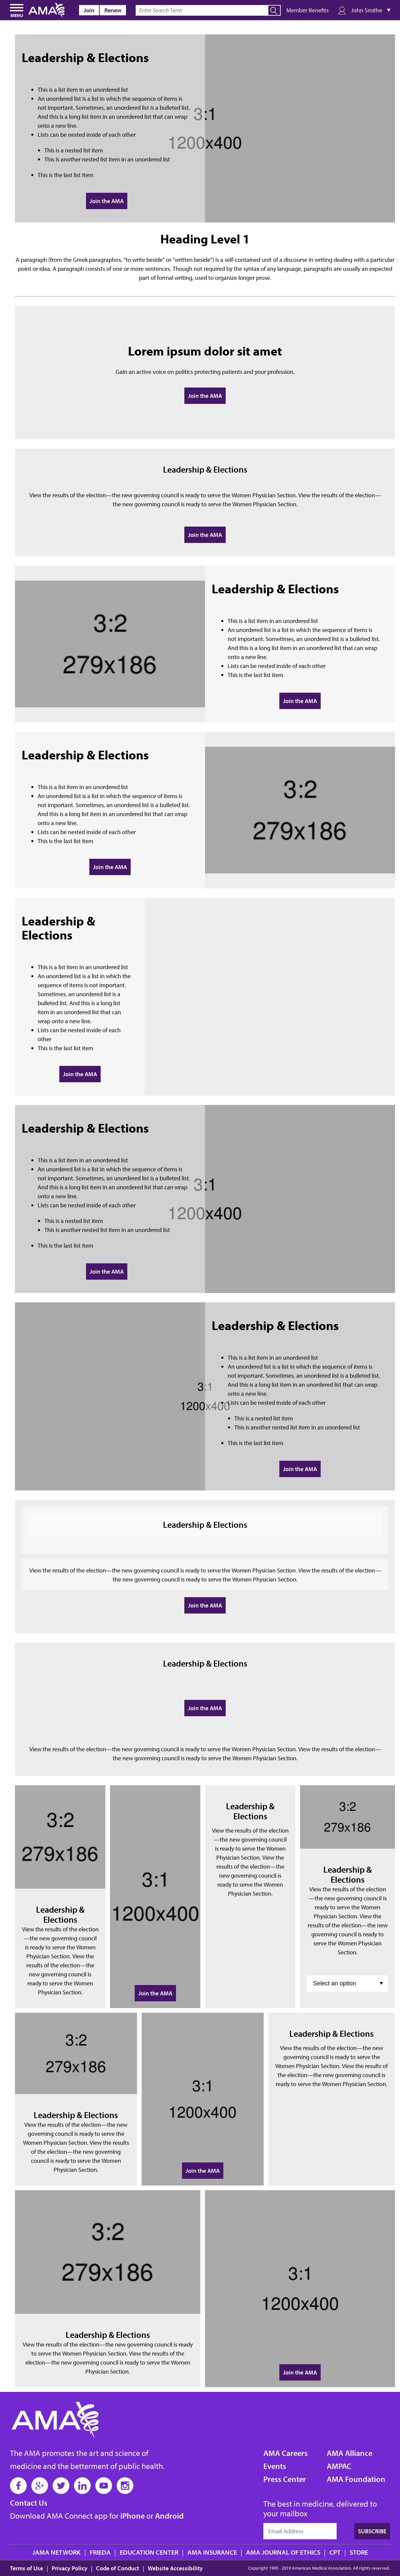 MENU
AMA
Join
Renew
Enter Search Term
Member Benefits
John Smithe
Leadership & Elections
This is a list item in an unordered list
An unordered list is a list in which the sequence of items is
not important. Sometimes, an unordered list is a bulleted list.
And this is a long list item in an unordered list that can wrap
onto a new line.
Lists can be nested inside of each other
This is a nested list item
This is another nested list item in an unordered list
This is the last list item
Join the AMA
3:1
1200x400
Heading Level 1
A paragraph (from the Greek paragraphos, "to write beside" or "written beside") is a self-contained unit of a discourse in writing dealing with a particular
point or idea. A paragraph consists of one or more sentences. Though not required by the syntax of any language, paragraphs are usually an expected
part of formal writing, used to organize longer prose.
Lorem ipsum dolor sit amet
Gain an active voice on politics protecting patients and your profession.
Join the AMA
Leadership & Elections
View the results of the election—the new governing council is ready to serve the Women Physician Section. View the results of the election—
the new governing council is ready to serve the Women Physician Section.
Join the AMA
3:2
279x186
Leadership & Elections
This is a list item in an unordered list
An unordered list is a list in which the sequence of items is
not important. Sometimes, an unordered list is a bulleted list.
And this is a long list item in an unordered list that can wrap
onto a new line.
Lists can be nested inside of each other
This is the last list item
Join the AMA
Leadership & Elections
This is a list item in an unordered list
An unordered list is a list in which the sequence of items is
not important. Sometimes, an unordered list is a bulleted list.
And this is a long list item in an unordered list that can wrap
onto a new line.
Lists can be nested inside of each other
This is the last list item
Join the AMA
3:2
279x186
Leadership &
Elections
This is a list item in an unordered list
An unordered list is a list in which the
sequence of items is not important.
Sometimes, an unordered list is a
bulleted list. And this is a long list
item in an unordered list that can
wrap onto a new line.
Lists can be nested inside of each
other
This is the last list item
Join the AMA
Leadership & Elections
This is a list item in an unordered list
An unordered list is a list in which the sequence of items is
not important. Sometimes, an unordered list is a bulleted list.
And this is a long list item in an unordered list that can wrap
onto a new line.
Lists can be nested inside of each other
This is a nested list item
This is another nested list item in an unordered list
This is the last list item
Join the AMA
3:1
1200x400
3:1
1200x400
Leadership & Elections
This is a list item in an unordered list
An unordered list is a list in which the sequence of items is
not important. Sometimes, an unordered list is a bulleted list.
And this is a long list item in an unordered list that can wrap
onto a new line.
Lists can be nested inside of each other
This is a nested list item
This is another nested list item in an unordered list
This is the last list item
Join the AMA
Leadership & Elections
View the results of the election—the new governing council is ready to serve the Women Physician Section. View the results of the election—
the new governing council is ready to serve the Women Physician Section.
Join the AMA
Leadership & Elections
Join the AMA
View the results of the election—the new governing council is ready to serve the Women Physician Section. View the results of the election—
the new governing council is ready to serve the Women Physician Section.
3:2
279x186
Leadership &
Elections
View the results of the election
—the new governing council
is ready to serve the Women
Physician Section. View the
results of the election—the
new governing council is
ready to serve the Women
Physician Section.
3:1
1200x400
Join the AMA
Leadership &
Elections
View the results of the election
—the new governing council
is ready to serve the Women
Physician Section. View the
results of the election—the
new governing council is
ready to serve the Women
Physician Section.
3:2
279x186
Leadership &
Elections
View the results of the election
—the new governing council is
ready to serve the Women
Physician Section. View the
results of the election—the new
governing council is ready to
serve the Women Physician
Section.
Select an option
3:2
279x186
Leadership & Elections
View the results of the election—the new
governing council is ready to serve the
Women Physician Section. View the results
of the election—the new governing
council is ready to serve the Women
Physician Section.
3:1
1200x400
Join the AMA
Leadership & Elections
View the results of the election—the new
governing council is ready to serve the
Women Physician Section. View the results of
the election—the new governing council is
ready to serve the Women Physician Section.
3:2
279x186
Leadership & Elections
View the results of the election—the new governing council is ready
to serve the Women Physician Section. View the results of the
election—the new governing council is ready to serve the Women
Physician Section.
3:1
1200x400
Join the AMA
AMA
The AMA promotes the art and science of
medicine and the betterment of public health.
Contact Us
Download AMA Connect app for iPhone or Android
AMA Careers
Events
Press Center
AMA Alliance
AMPAC
AMA Foundation
The best in medicine, delivered to
your mailbox
Email Address
SUBSCRIBE
JAMA NETWORK | FRIEDA | EDUCATION CENTER | AMA INSURANCE | AMA JOURNAL OF ETHICS | CPT | STORE
Terms of Use | Privacy Policy | Code of Conduct | Website Accessibility
Copyright 1995 - 2019 American Medical Association. All rights reserved.